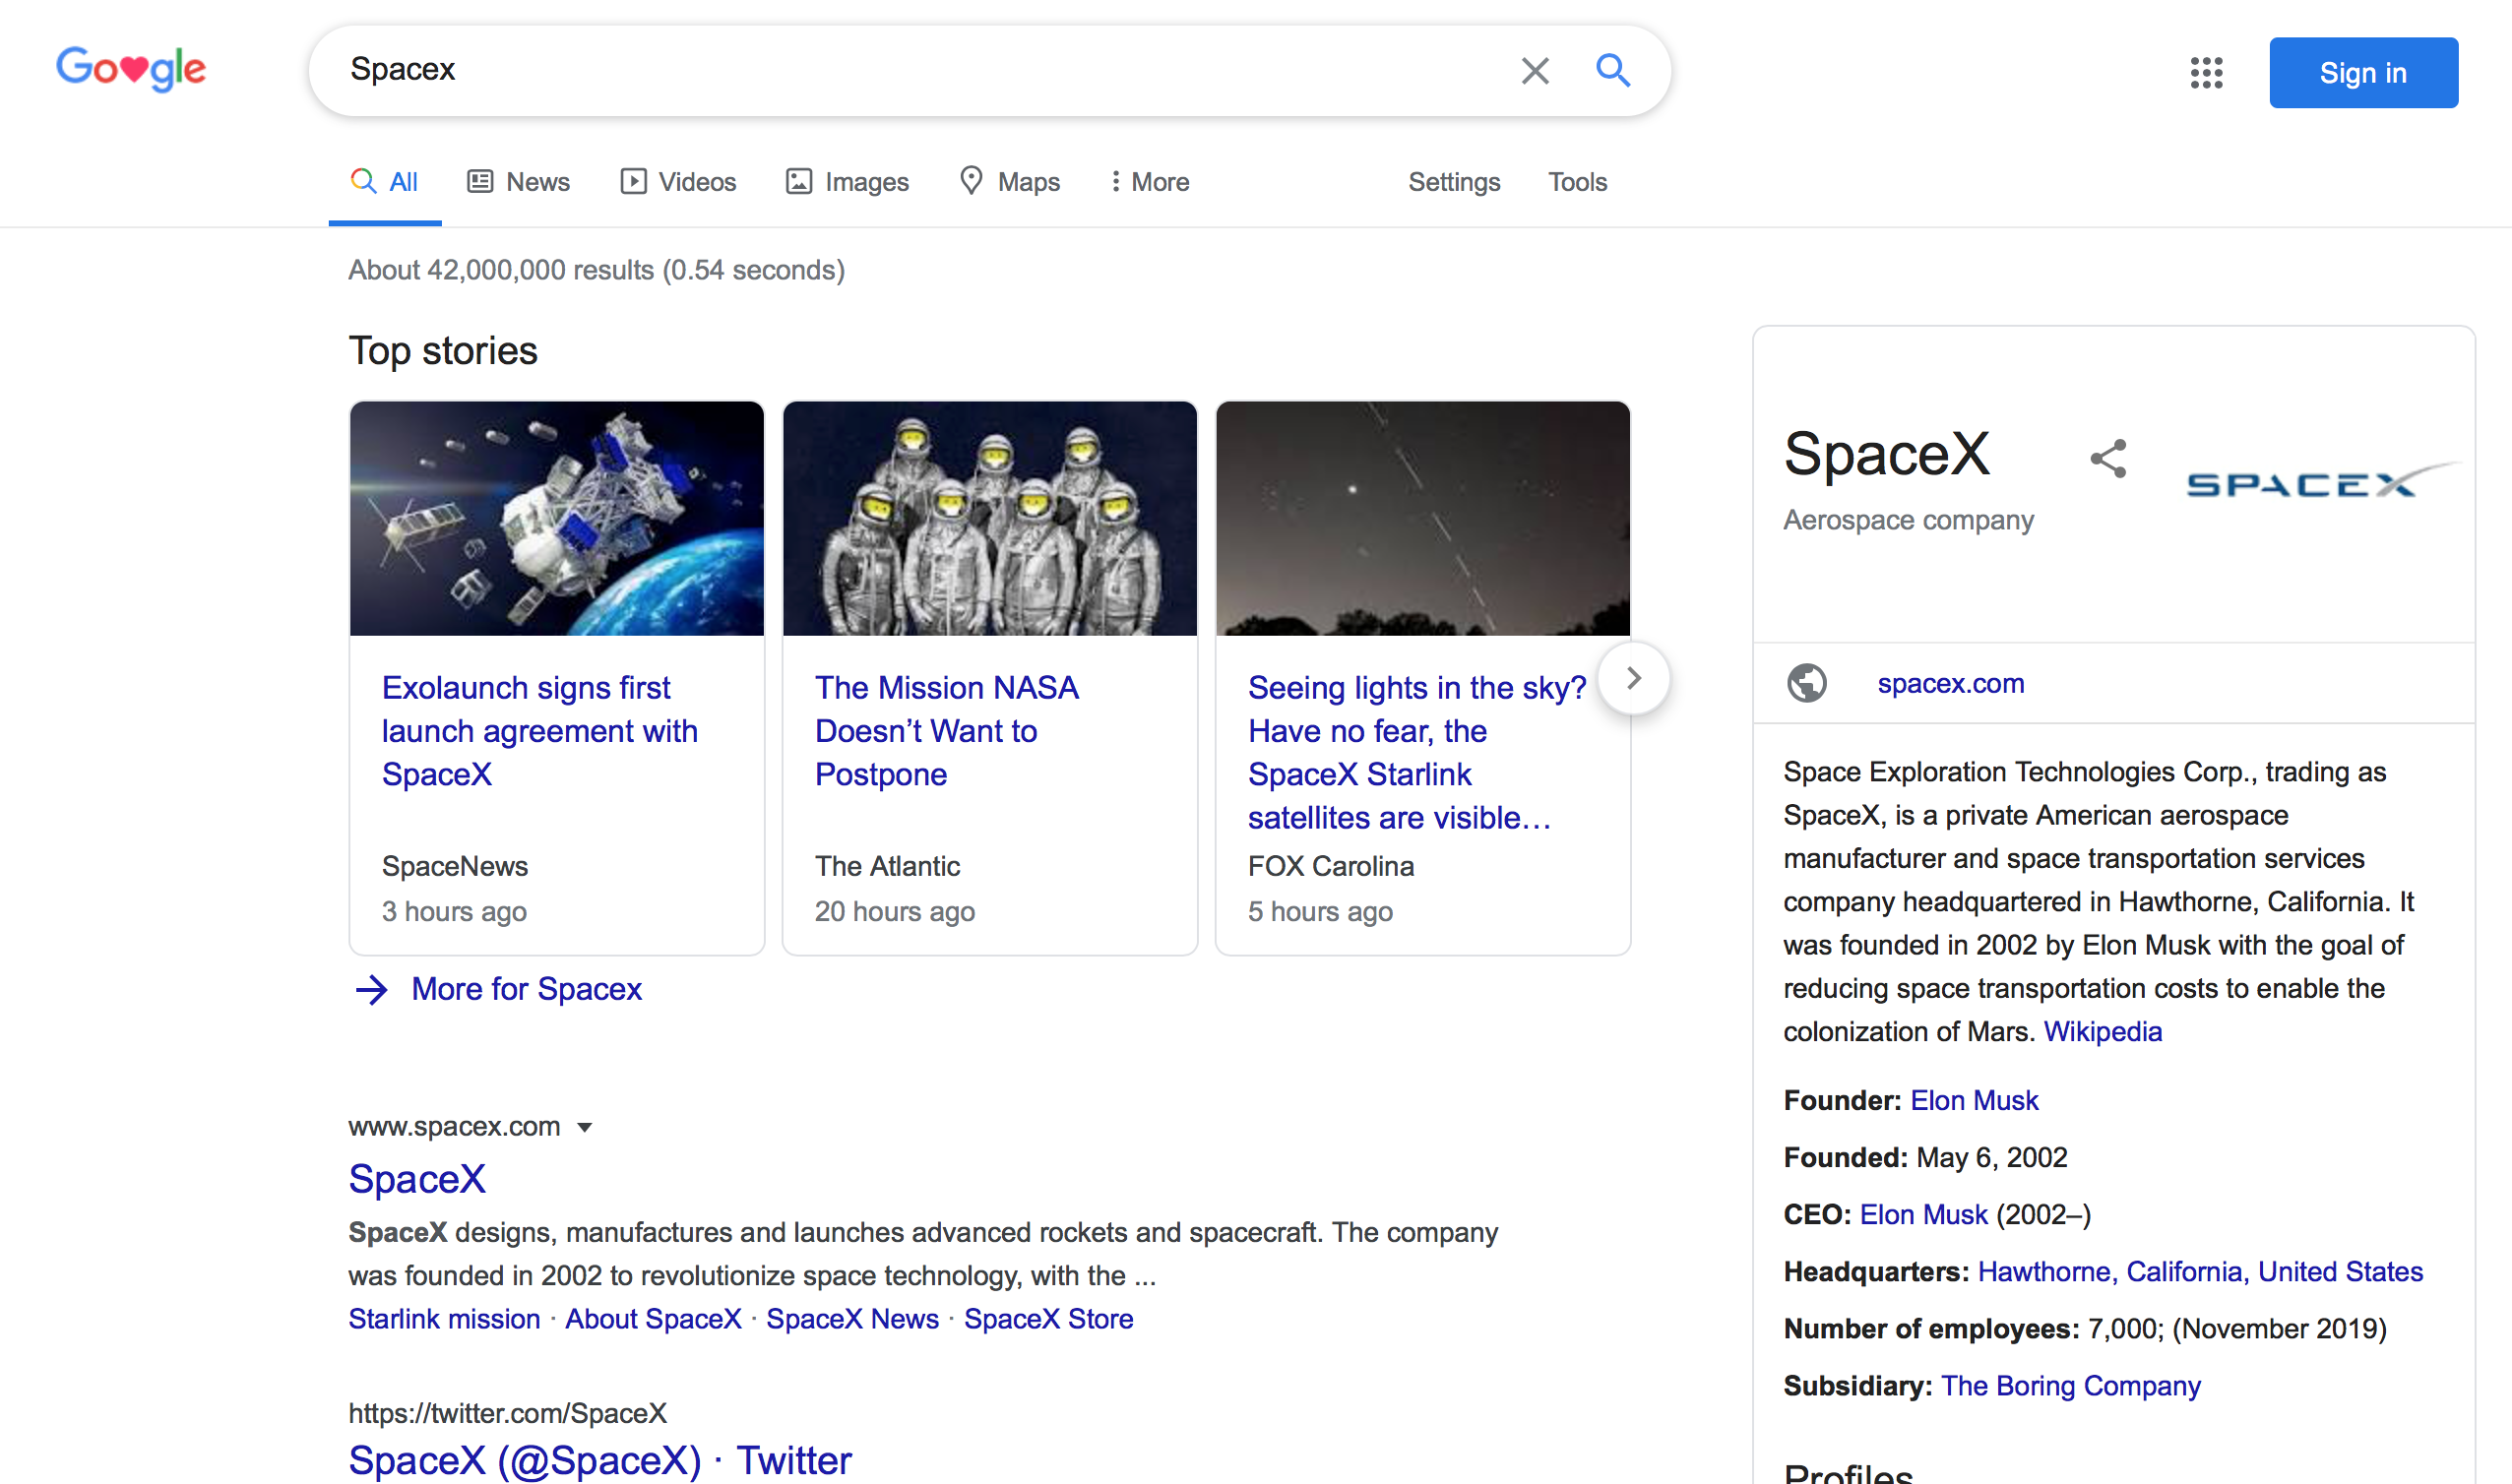 Google
Spacex
Sign in
All
News
Videos
Images
Maps
More
Settings
Tools
About 42,000,000 results (0.54 seconds)
Top stories
Exolaunch signs first
launch agreement with
SpaceX
SpaceNews
3 hours ago
The Mission NASA
Doesn’t Want to
Postpone
The Atlantic
20 hours ago
Seeing lights in the sky?
Have no fear, the
SpaceX Starlink
satellites are visible…
FOX Carolina
5 hours ago
More for Spacex
www.spacex.com
SpaceX
SpaceX designs, manufactures and launches advanced rockets and spacecraft. The company
was founded in 2002 to revolutionize space technology, with the ...
Starlink mission · About SpaceX · SpaceX News · SpaceX Store
https://twitter.com/SpaceX
SpaceX (@SpaceX) · Twitter
SpaceX
Aerospace company
SPACEX
spacex.com
Space Exploration Technologies Corp., trading as
SpaceX, is a private American aerospace
manufacturer and space transportation services
company headquartered in Hawthorne, California. It
was founded in 2002 by Elon Musk with the goal of
reducing space transportation costs to enable the
colonization of Mars. Wikipedia
Founder: Elon Musk
Founded: May 6, 2002
CEO: Elon Musk (2002–)
Headquarters: Hawthorne, California, United States
Number of employees: 7,000; (November 2019)
Subsidiary: The Boring Company
Profiles